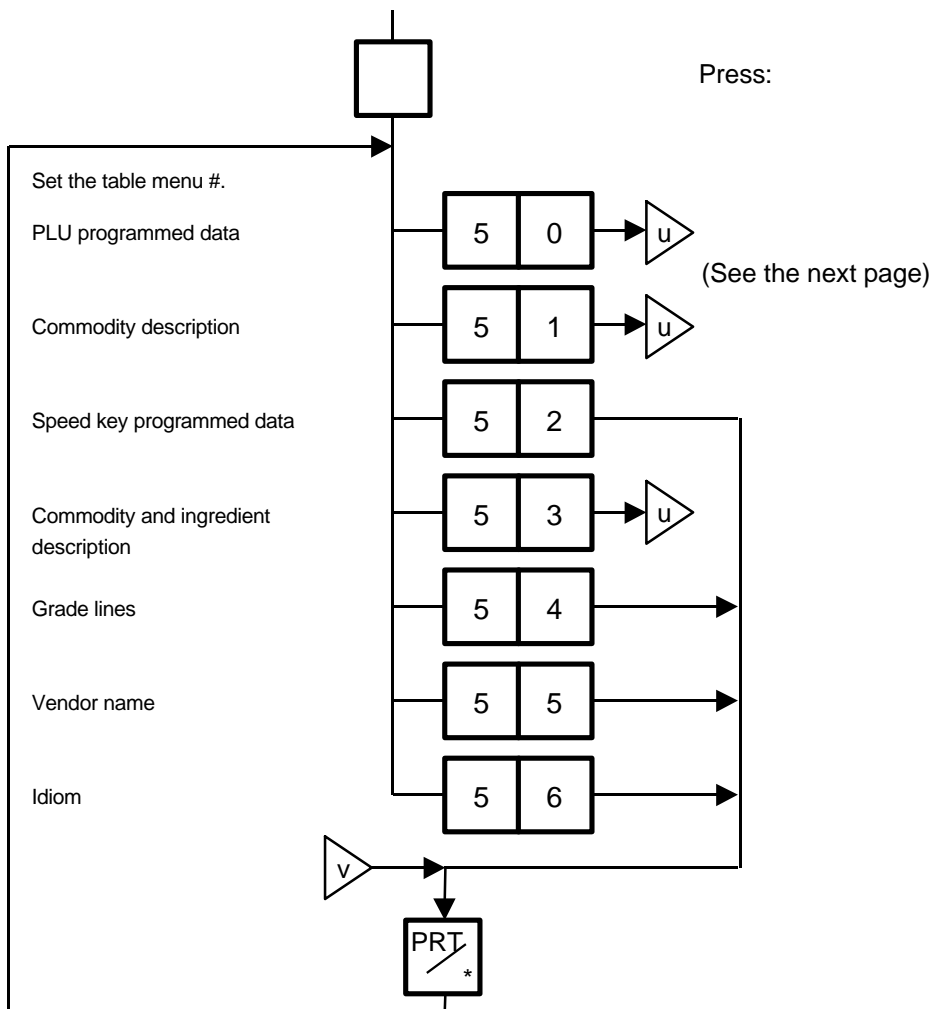 Press:
Set the table menu #.
PLU programmed data
5 0
u
(See the next page)
Commodity description
5 1
u
Speed key programmed data
5 2
Commodity and ingredient
description
5 3
u
Grade lines
5 4
Vendor name
5 5
Idiom
5 6
v
PRT
*